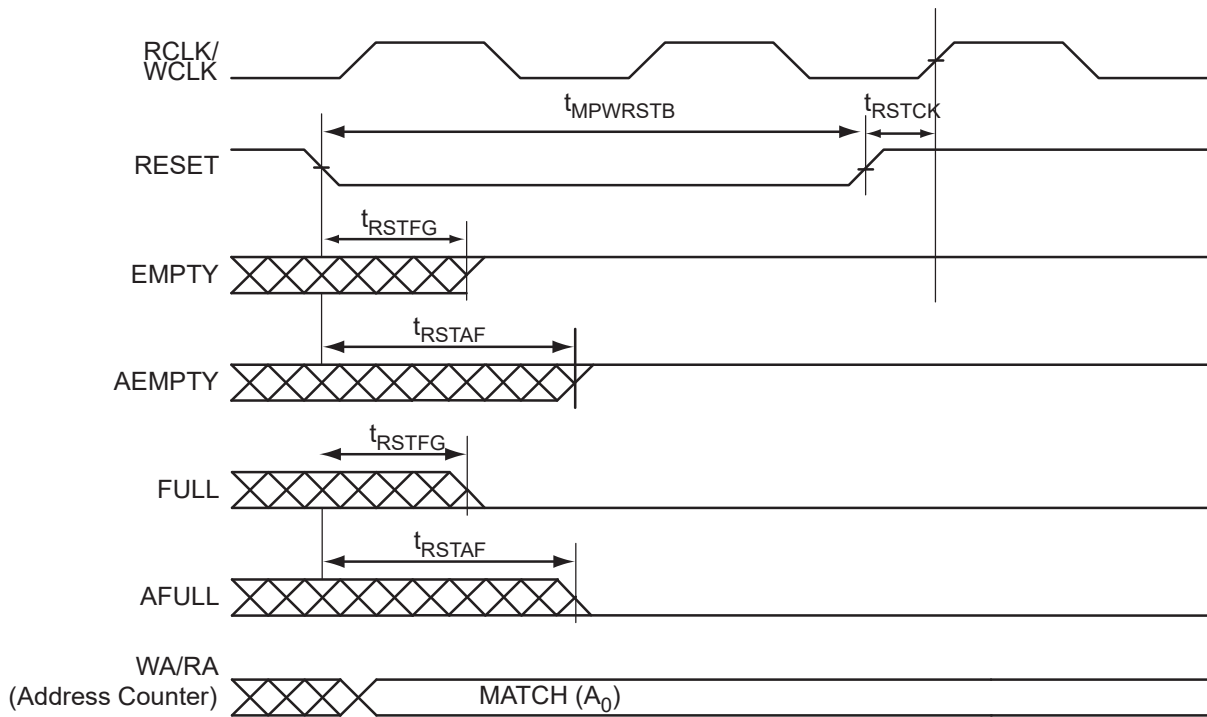 RCLK/
WCLK
tMPWRSTB
tRSTCK
RESET
tRSTFG
EMPTY
tRSTAF
AEMPTY
tRSTFG
FULL
tRSTAF
AFULL
WA/RA
(Address Counter)
MATCH (A0)